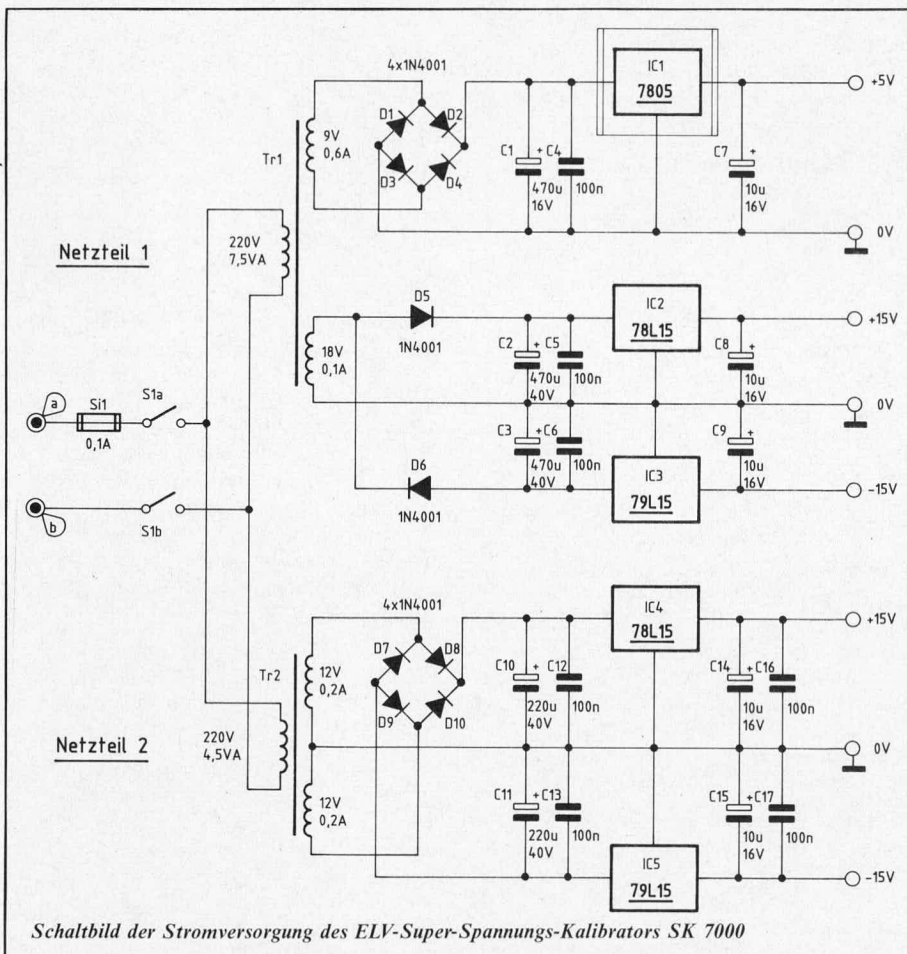 4x1N4001
IC1
7805
+5V
D1
D2
9V
0,6A
Tr1
D3
D4
C1
+
C4
470u
16V
100n
C7
+
10u
16V
0V
Netzteil 1
220V
7,5VA
D5
1N4001
IC2
78L15
+15V
18V
0,1A
C2
+
C5
470u
40V
100n
C8
+
10u
16V
0V
a
Si1
0,1A
S1a
C3
+
C6
470u
40V
100n
C9
+
10u
16V
D6
1N4001
IC3
79L15
-15V
b
S1b
4x1N4001
IC4
78L15
+15V
Tr2
12V
0,2A
D7
D8
C10
+
C12
220u
40V
100n
C14
+
C16
10u
16V
100n
D9
D10
220V
4,5VA
Netzteil 2
0V
12V
0,2A
C11
+
C13
220u
40V
100n
C15
+
C17
10u
16V
100n
IC5
79L15
-15V
Schaltbild der Stromversorgung des ELV-Super-Spannungs-Kalibrators SK 7000